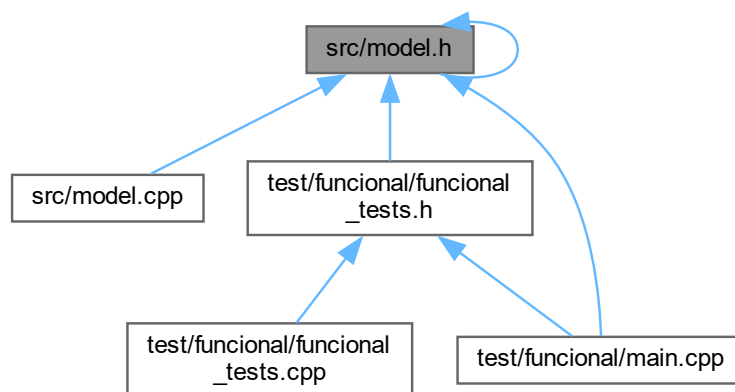 src/model.h
src/model.cpp
test/funcional/funcional
_tests.h
test/funcional/funcional
_tests.cpp
test/funcional/main.cpp